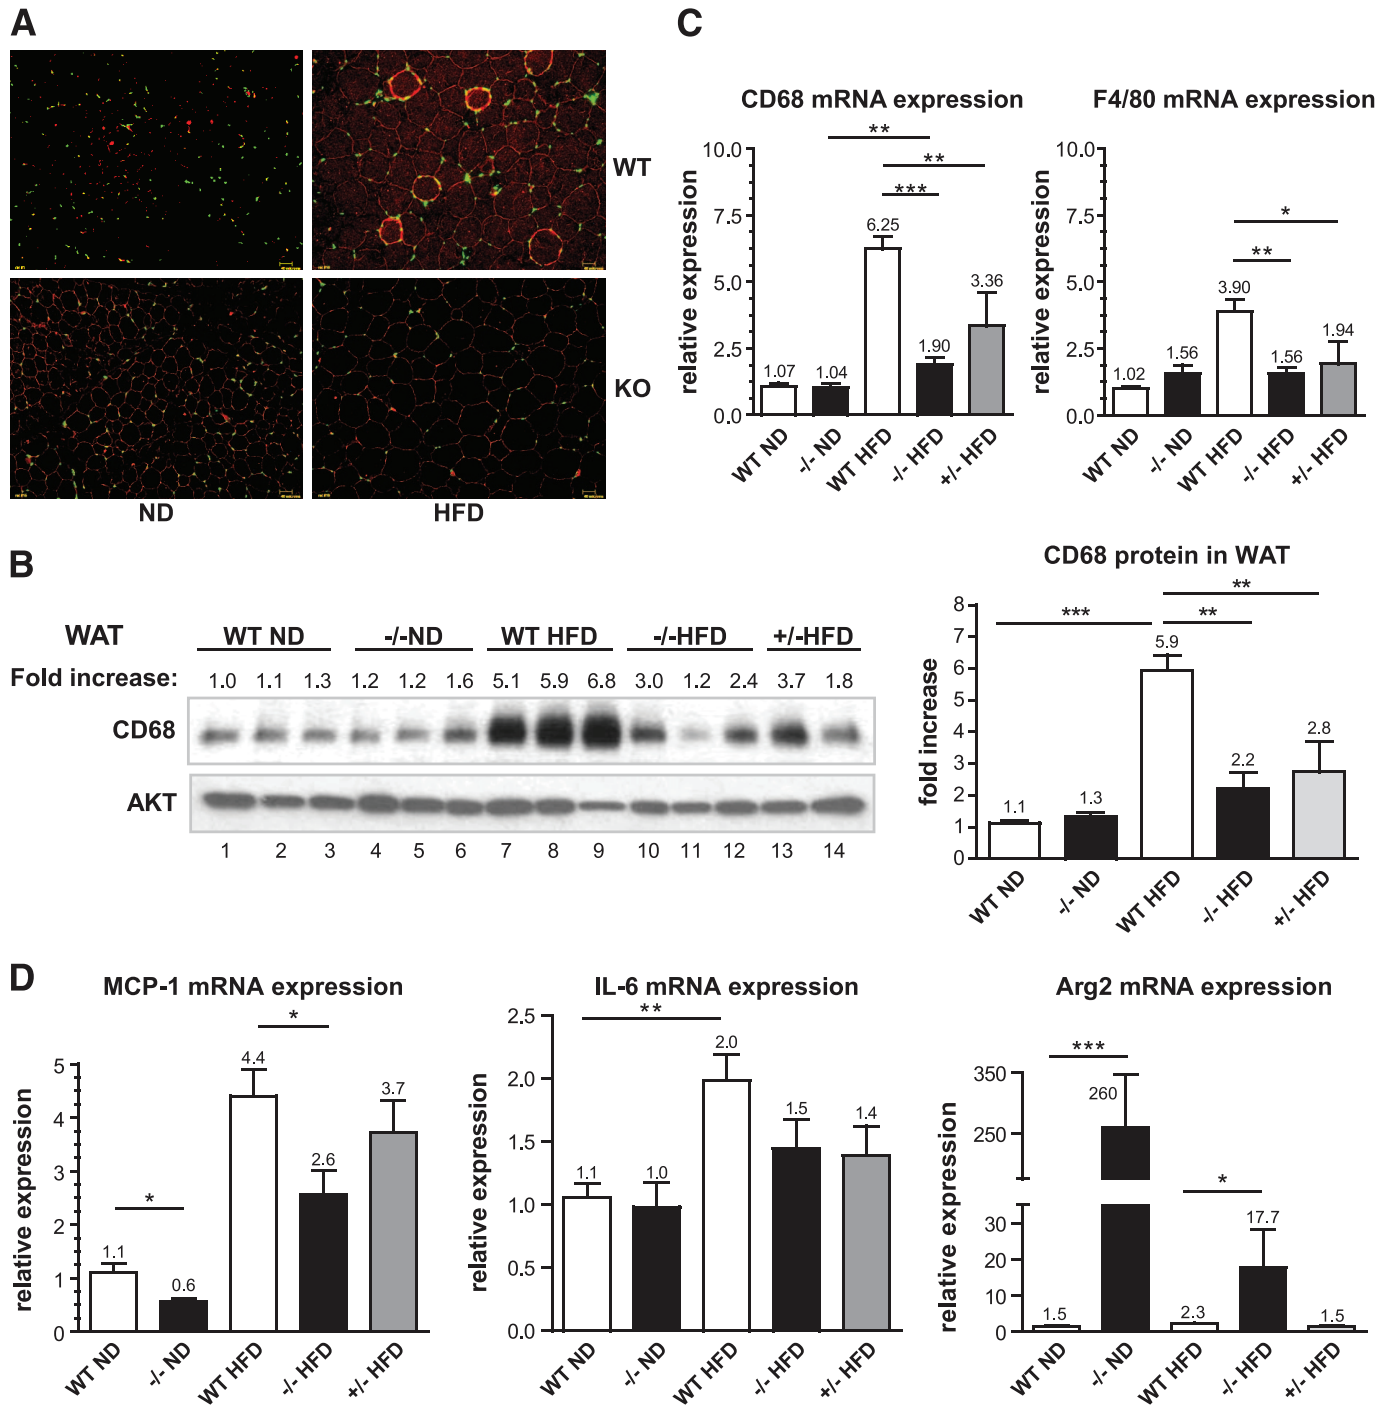 A
WT
KO
ND
HFD
B
WAT
WT ND
-/-ND
WT HFD
-/-HFD
+/-HFD
Fold increase:
1.0 1.1 1.3 1.2 1.2 1.6 5.1 5.9 6.8 3.0 1.2 2.4 3.7 1.8
CD68
AKT
1 2 3 4 5 6 7 8 9 10 11 12 13 14
CD68 protein in WAT
fold increase
8
7
6
5
4
3
2
1
0
***
**
**
1.1
1.3
5.9
2.2
2.8
WT ND
-/- ND
WT HFD
-/- HFD
+/- HFD
C
CD68 mRNA expression
relative expression
10.0
7.5
5.0
2.5
0.0
**
**
***
1.07
1.04
6.25
1.90
3.36
WT ND
-/- ND
WT HFD
-/- HFD
+/- HFD
F4/80 mRNA expression
relative expression
10.0
7.5
5.0
2.5
0.0
*
**
1.02
1.56
3.90
1.56
1.94
WT ND
-/- ND
WT HFD
-/- HFD
+/- HFD
D
MCP-1 mRNA expression
relative expression
5
4
3
2
1
0
*
*
1.1
0.6
4.4
2.6
3.7
WT ND
-/- ND
WT HFD
-/- HFD
+/- HFD
IL-6 mRNA expression
relative expression
2.5
2.0
1.5
1.0
0.5
0.0
**
1.1
1.0
2.0
1.5
1.4
WT ND
-/- ND
WT HFD
-/- HFD
+/- HFD
Arg2 mRNA expression
relative expression
350
250
30
20
10
0
***
*
1.5
260
2.3
17.7
1.5
WT ND
-/- ND
WT HFD
-/- HFD
+/- HFD